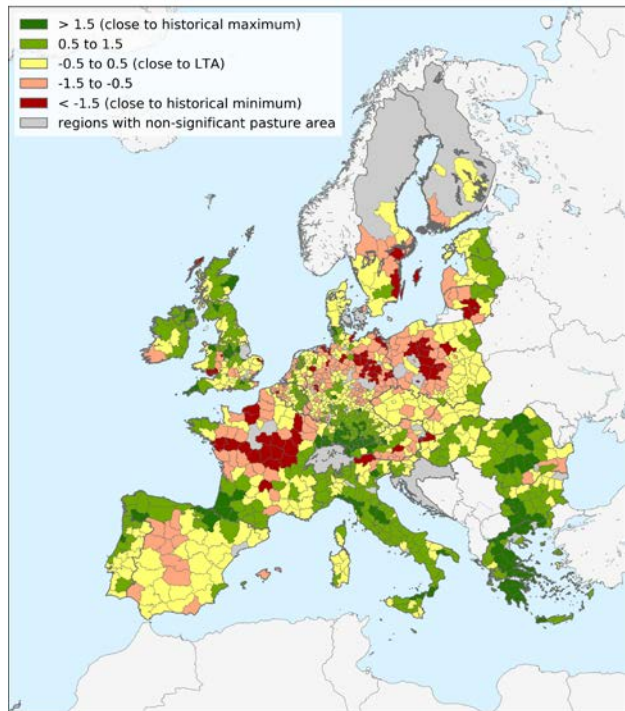 > 1.5 (close to historical maximum)
0.5 to 1.5
-0.5 to 0.5 (close to LTA)
-1.5 to -0.5
< -1.5 (close to historical minimum)
regions with non-significant pasture area